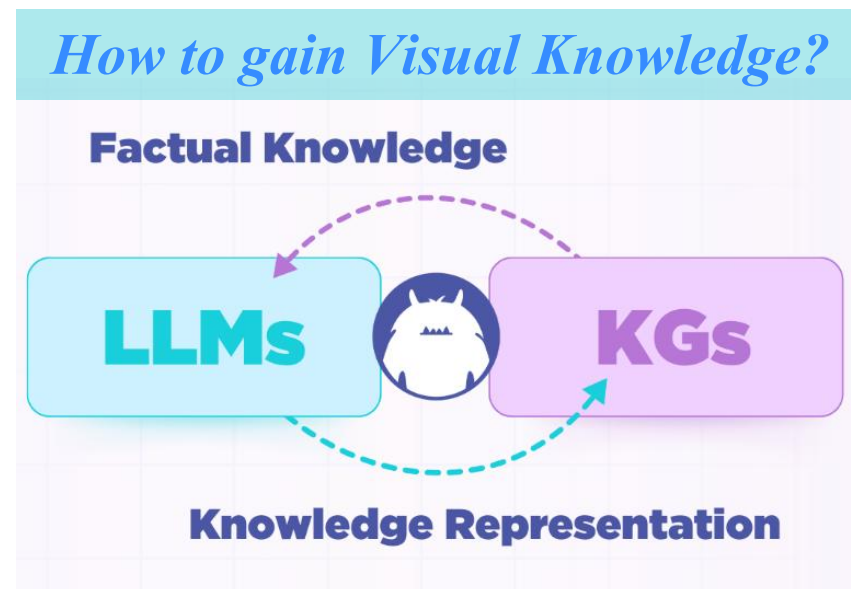 How to gain Visual Knowledge?
Factual Knowledge
LLMs
KGs
Knowledge Representation